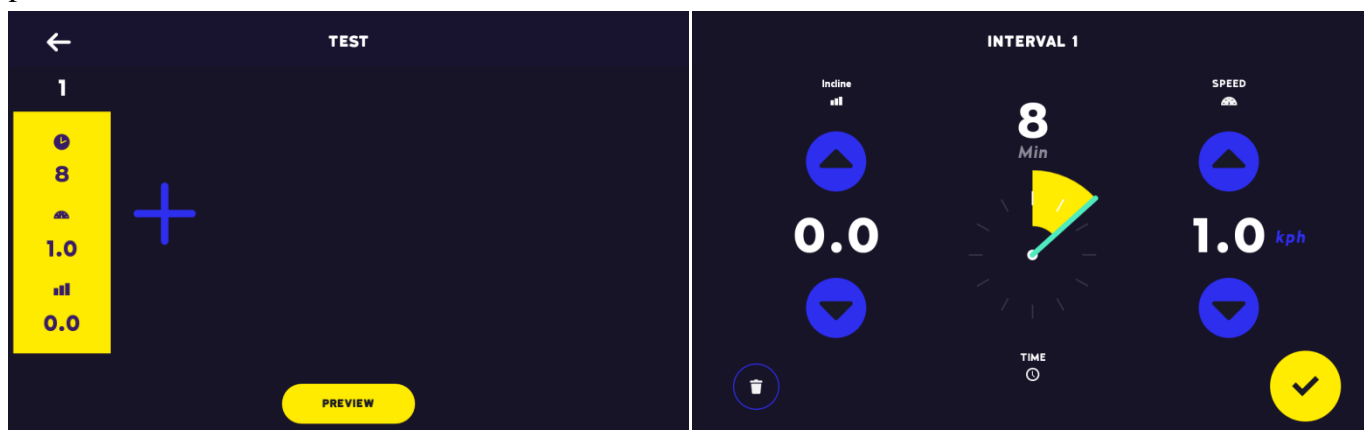 TEST
1
8
1.0
0.0
PREVIEW
INTERVAL 1
Incline
SPEED
8
Min
0.0
1.0 kph
TIME